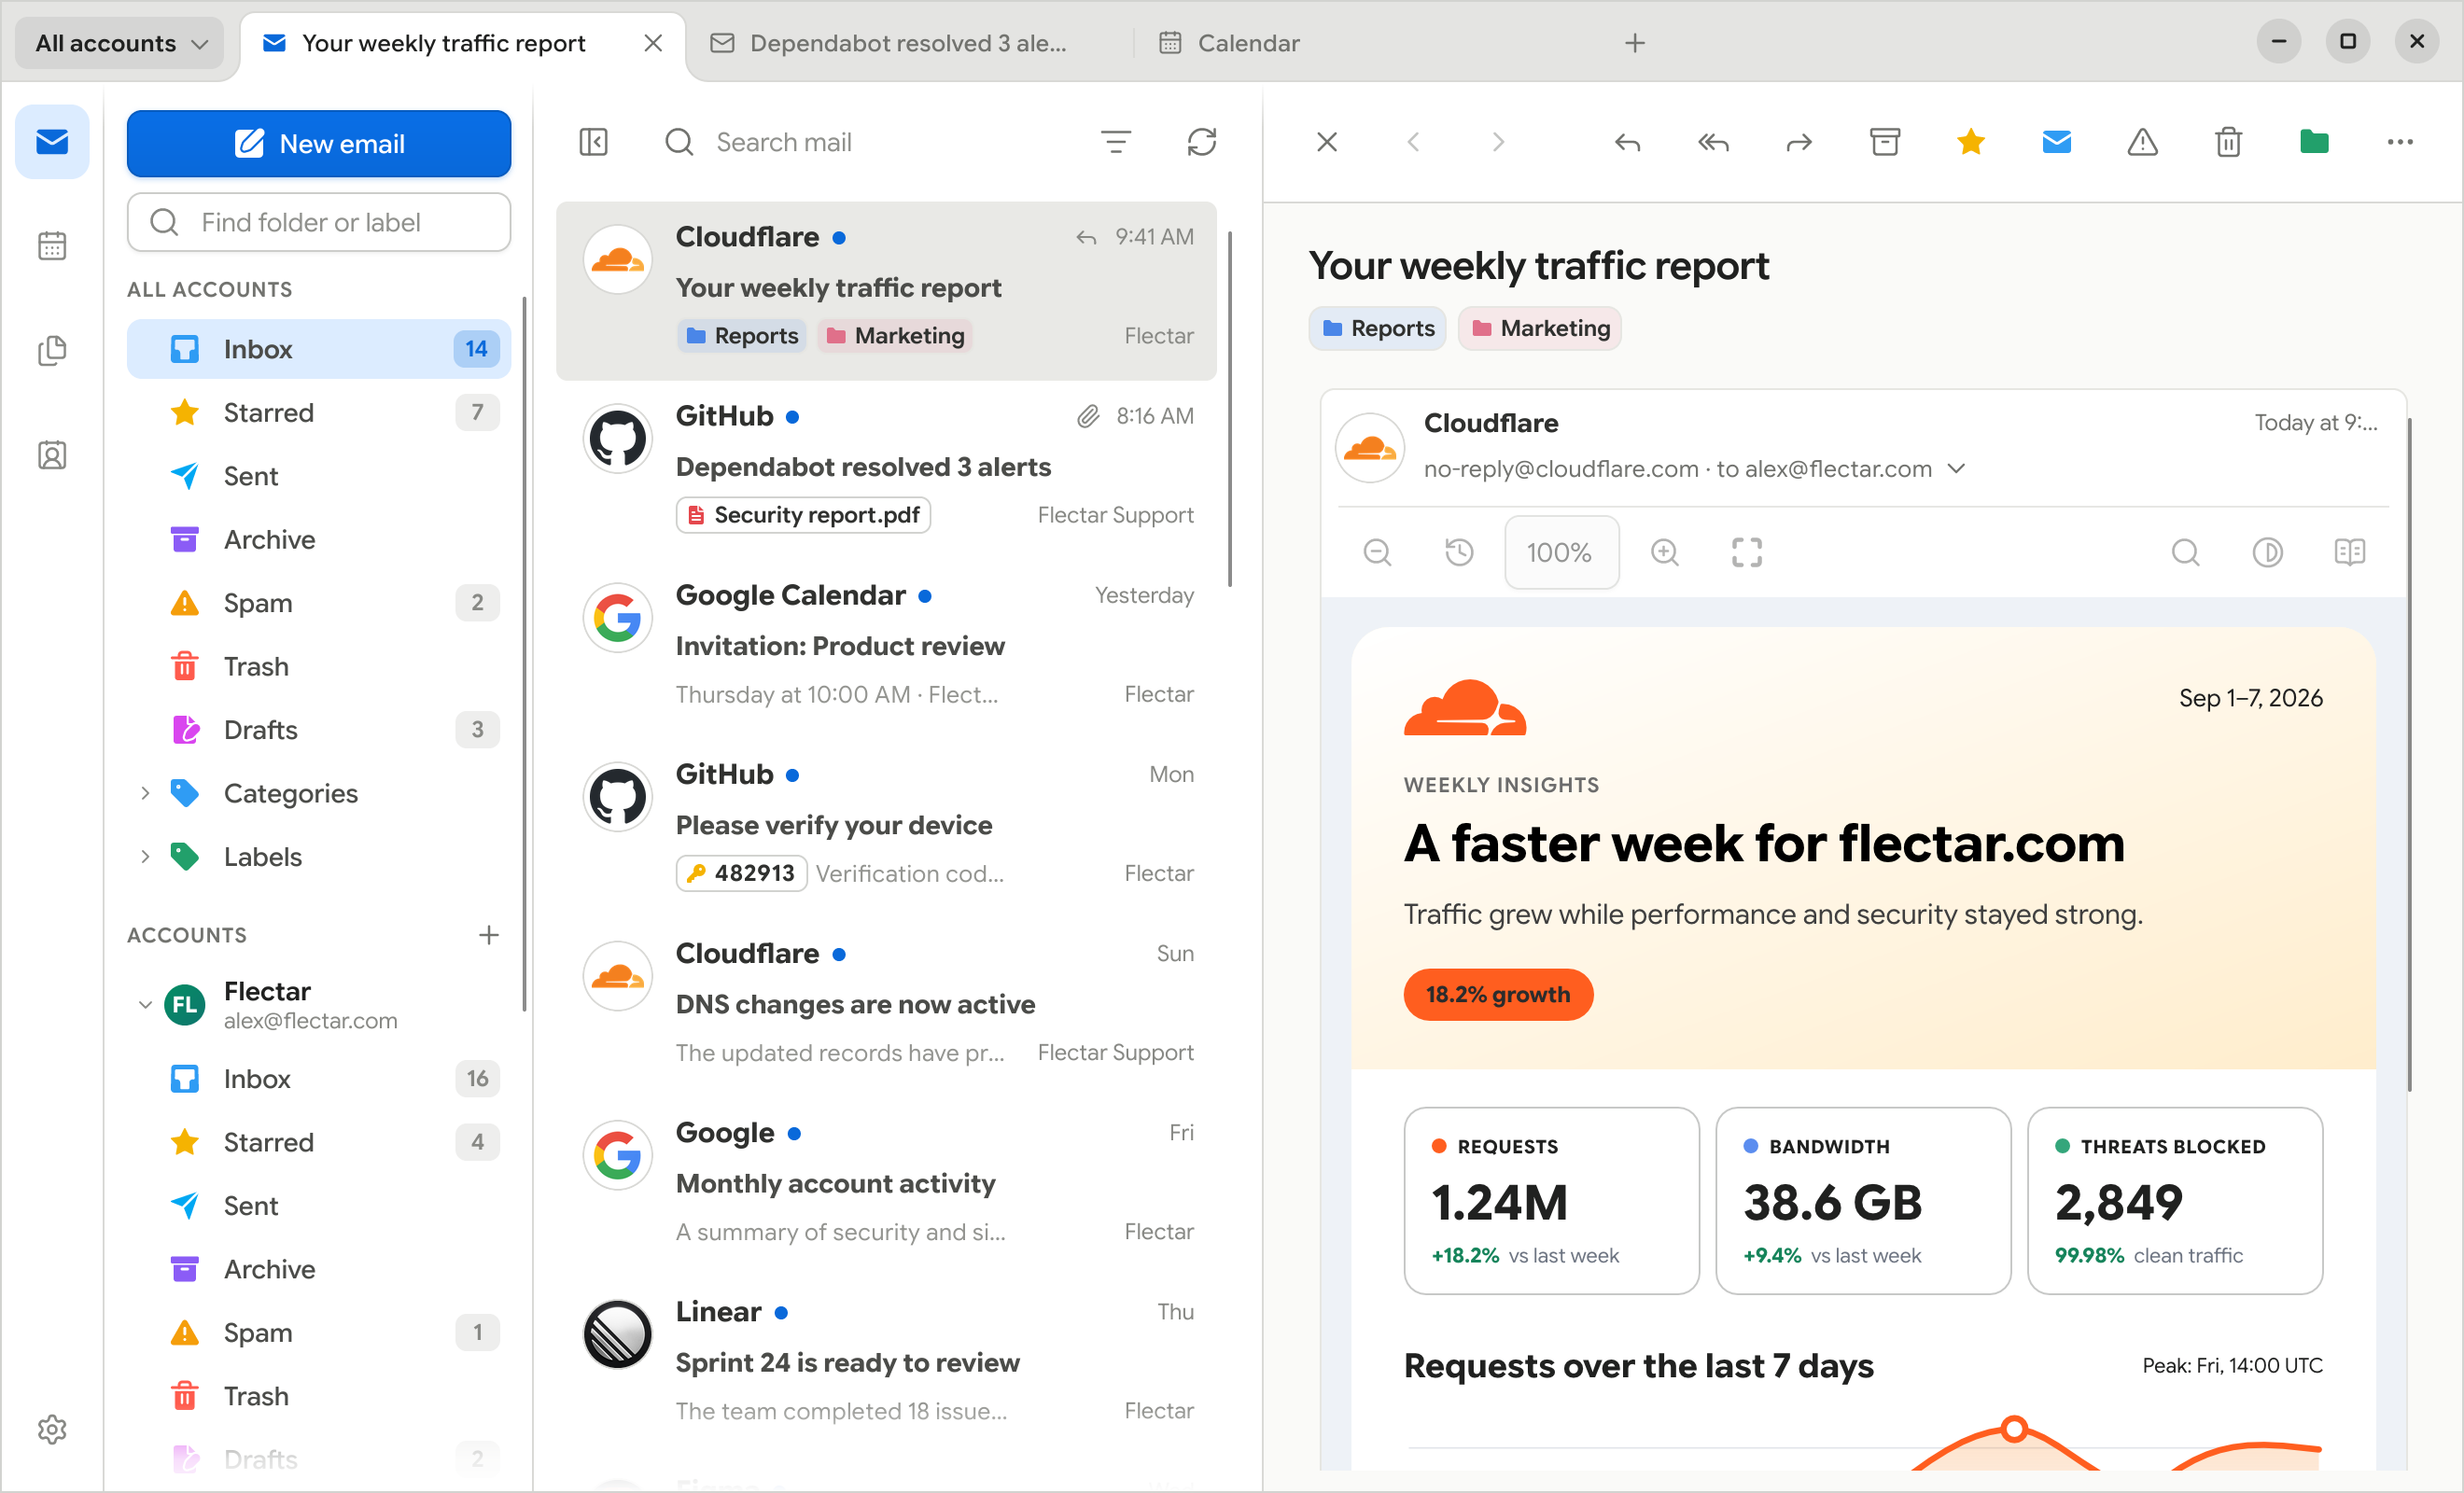 All accounts
Your weekly traffic report
Dependabot resolved 3 ale...
Calendar
New email
Find folder or label
ALL ACCOUNTS
Inbox 14
Starred 7
Sent
Archive
Spam 2
Trash
Drafts 3
Categories
Labels
ACCOUNTS
FL
Flectar
alex@flectar.com
Inbox 16
Starred 4
Sent
Archive
Spam 1
Trash
Drafts 2
Search mail
Cloudflare 9:41 AM
Your weekly traffic report
Reports Marketing Flectar
GitHub 8:16 AM
Dependabot resolved 3 alerts
Security report.pdf Flectar Support
Google Calendar Yesterday
Invitation: Product review
Thursday at 10:00 AM · Flect... Flectar
GitHub Mon
Please verify your device
482913 Verification cod... Flectar
Cloudflare Sun
DNS changes are now active
The updated records have pr... Flectar Support
Google Fri
Monthly account activity
A summary of security and si... Flectar
Linear Thu
Sprint 24 is ready to review
The team completed 18 issue... Flectar
Your weekly traffic report
Reports Marketing
Cloudflare Today at 9:...
no-reply@cloudflare.com · to alex@flectar.com
100%
Sep 1–7, 2026
WEEKLY INSIGHTS
A faster week for flectar.com
Traffic grew while performance and security stayed strong.
18.2% growth
REQUESTS
1.24M
+18.2% vs last week
BANDWIDTH
38.6 GB
+9.4% vs last week
THREATS BLOCKED
2,849
99.98% clean traffic
Requests over the last 7 days
Peak: Fri, 14:00 UTC